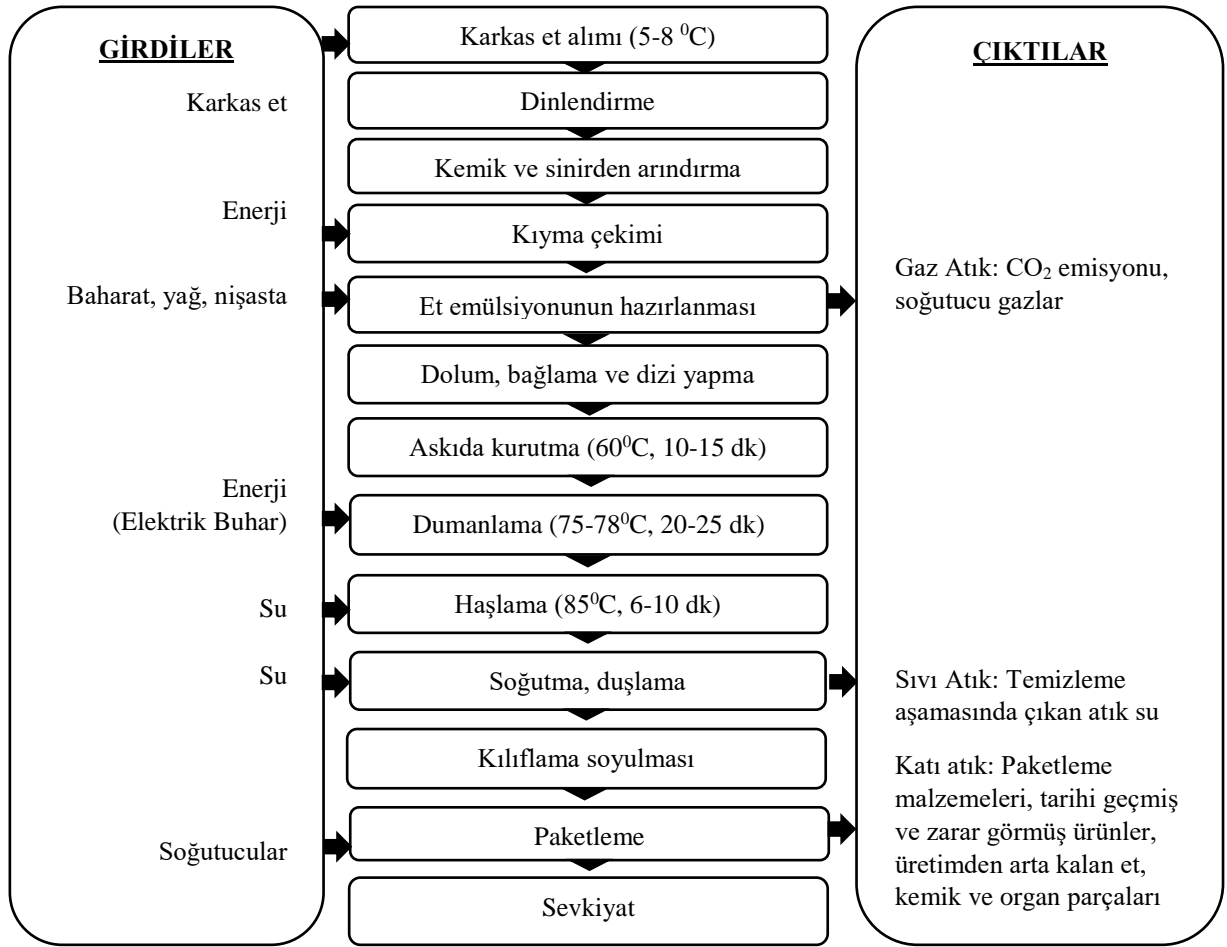 GİRDİLER
Karkas et
Enerji
Baharat, yağ, nişasta
Enerji
(Elektrik Buhar)
Su
Su
Soğutucular
Karkas et alımı (5-8 ⁰C)
Dinlendirme
Kemik ve sinirden arındırma
Kıyma çekimi
Et emülsiyonunun hazırlanması
Dolum, bağlama ve dizi yapma
Askıda kurutma (60⁰C, 10-15 dk)
Dumanlama (75-78⁰C, 20-25 dk)
Haşlama (85⁰C, 6-10 dk)
Soğutma, duşlama
Kılıflama soyulması
Paketleme
Sevkiyat
ÇIKTILAR
Gaz Atık: CO₂ emisyonu,
soğutucu gazlar
Sıvı Atık: Temizleme
aşamasında çıkan atık su
Katı atık: Paketleme
malzemeleri, tarihi geçmiş
ve zarar görmüş ürünler,
üretimden arta kalan et,
kemik ve organ parçaları